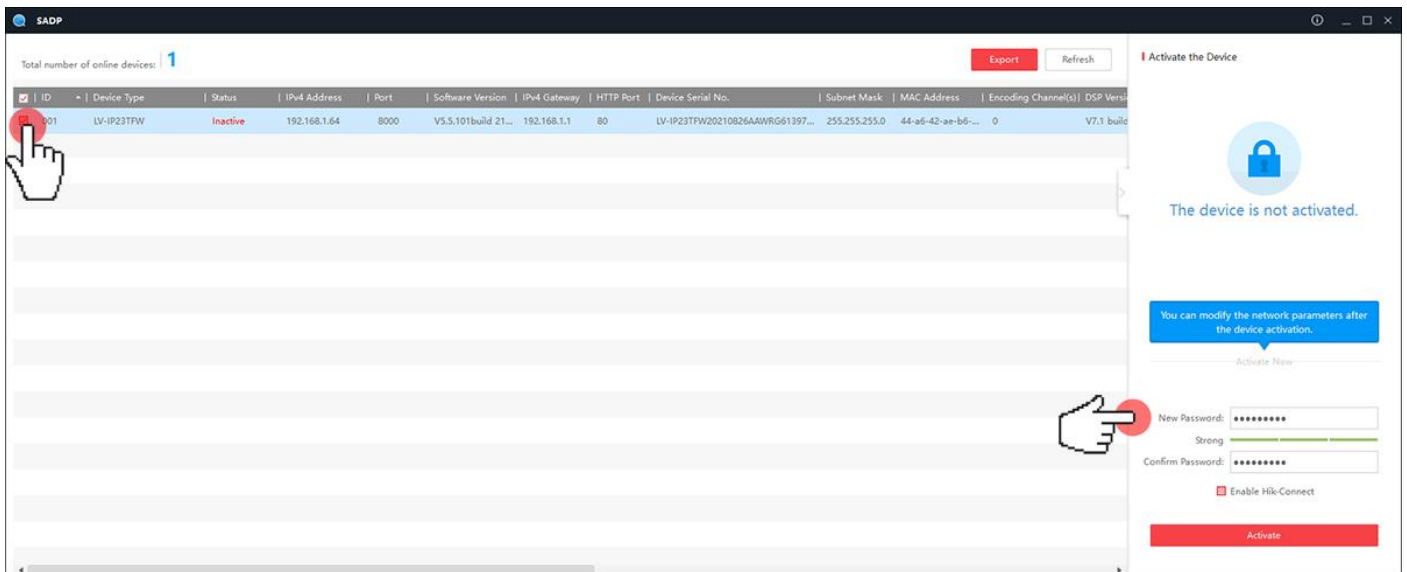 SADP
Total number of online devices: 1
Export
Refresh
ID | Device Type | Status | IPv4 Address | Port | Software Version | IPv4 Gateway | HTTP Port | Device Serial No. | Subnet Mask | MAC Address | Encoding Channel(s) | DSP Versi
001 LV-IP23TFW Inactive 192.168.1.64 8000 V5.5.101build 21... 192.168.1.1 80 LV-IP23TFW20210826AAWRG61397... 255.255.255.0 44-a6-42-ae-b6-... 0 V7.1 build
Activate the Device
The device is not activated.
You can modify the network parameters after
the device activation.
Activate Now
New Password: •••••••••
Strong
Confirm Password: •••••••••
Enable Hik-Connect
Activate